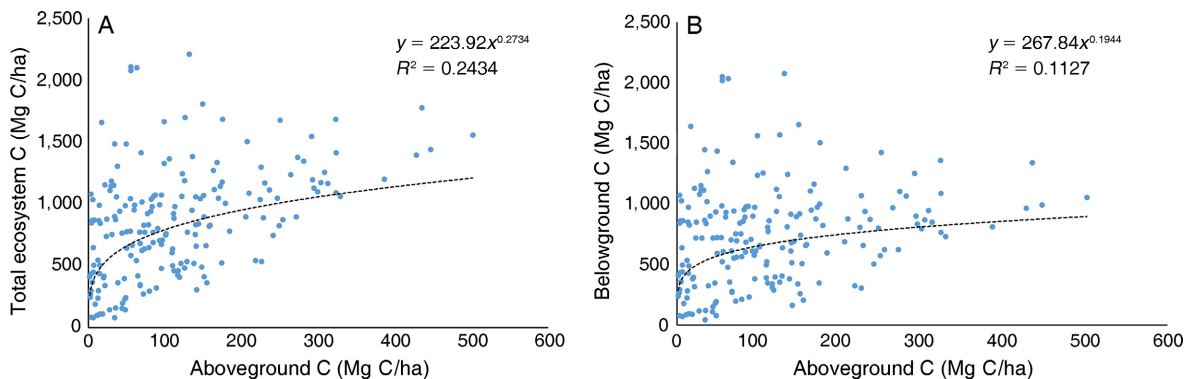 A
y = 223.92x^0.2734
R² = 0.2434
Total ecosystem C (Mg C/ha)
2,500
2,000
1,500
1,000
500
0
0 100 200 300 400 500 600
Aboveground C (Mg C/ha)
B
y = 267.84x^0.1944
R² = 0.1127
Belowground C (Mg C/ha)
2,500
2,000
1,500
1,000
500
0
0 100 200 300 400 500 600
Aboveground C (Mg C/ha)